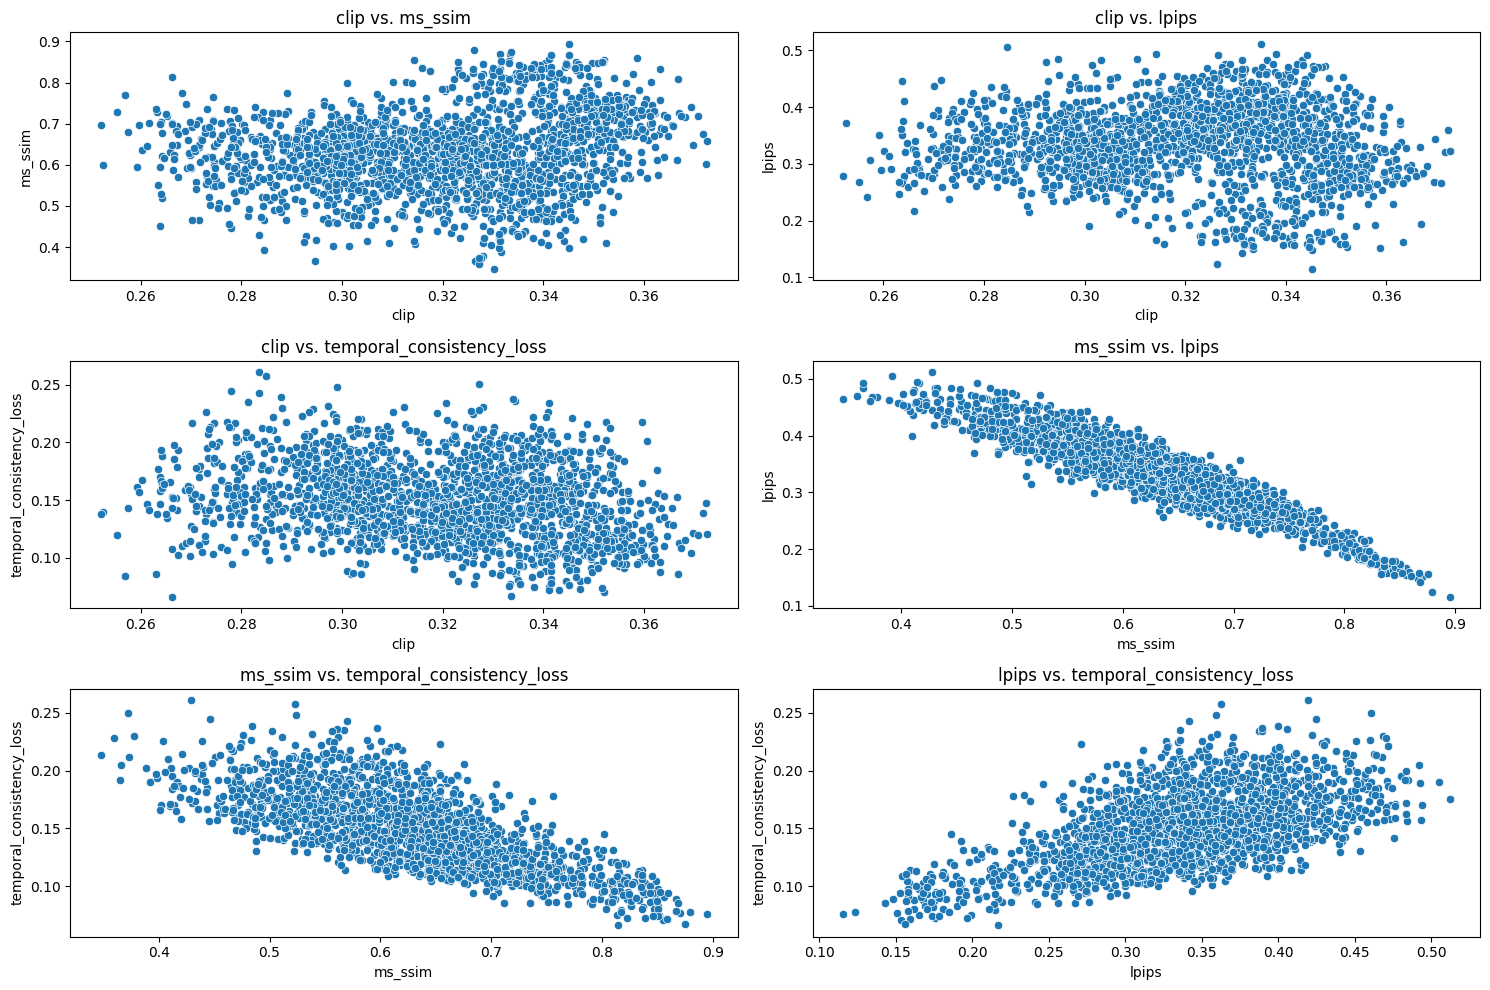 clip vs. ms_ssim
0.9
0.8
0.7
0.6
0.5
0.4
ms_ssim
0.26 0.28 0.30 0.32 0.34 0.36
clip
clip vs. lpips
0.5
0.4
0.3
0.2
0.1
lpips
0.26 0.28 0.30 0.32 0.34 0.36
clip
clip vs. temporal_consistency_loss
0.25
0.20
0.15
0.10
temporal_consistency_loss
0.26 0.28 0.30 0.32 0.34 0.36
clip
ms_ssim vs. lpips
0.5
0.4
0.3
0.2
0.1
lpips
0.4 0.5 0.6 0.7 0.8 0.9
ms_ssim
ms_ssim vs. temporal_consistency_loss
0.25
0.20
0.15
0.10
temporal_consistency_loss
0.4 0.5 0.6 0.7 0.8 0.9
ms_ssim
lpips vs. temporal_consistency_loss
0.25
0.20
0.15
0.10
temporal_consistency_loss
0.10 0.15 0.20 0.25 0.30 0.35 0.40 0.45 0.50
lpips